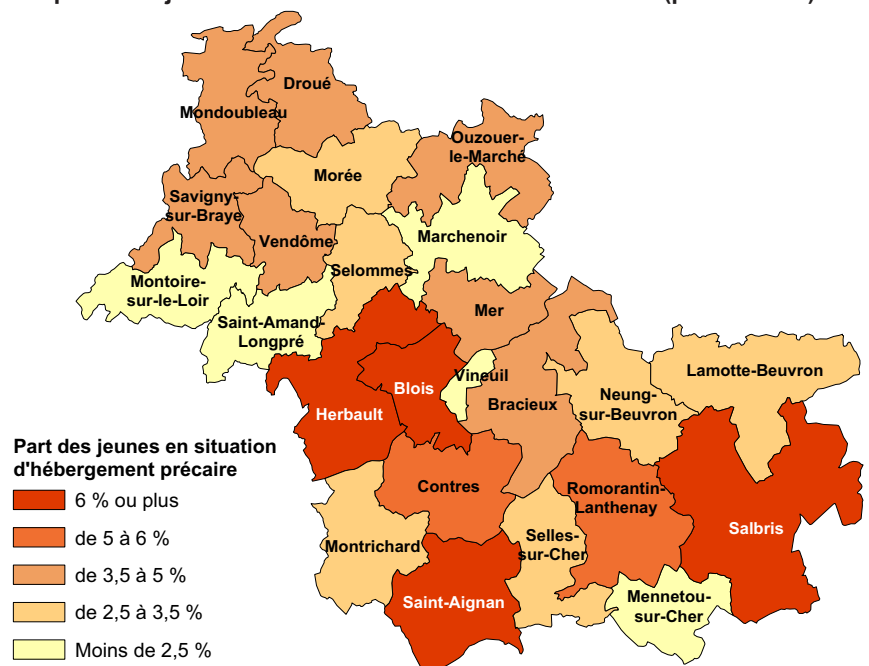 Droué
Mondoubleau
Ouzouer-
le-Marché
Morée
Savigny-
sur-Braye
Vendôme
Marchenoir
Selommes
Montoire-
sur-le-Loir
Saint-Amand-
Longpré
Mer
Vineuil
Lamotte-Beuvron
Blois
Neung-
sur-Beuvron
Herbault
Bracieux
Part des jeunes en situation
d'hébergement précaire
6 % ou plus
de 5 à 6 %
de 3,5 à 5 %
de 2,5 à 3,5 %
Moins de 2,5 %
Contres
Romorantin-
Lanthenay
Salbris
Selles-
sur-Cher
Montrichard
Saint-Aignan
Mennetou-
sur-Cher